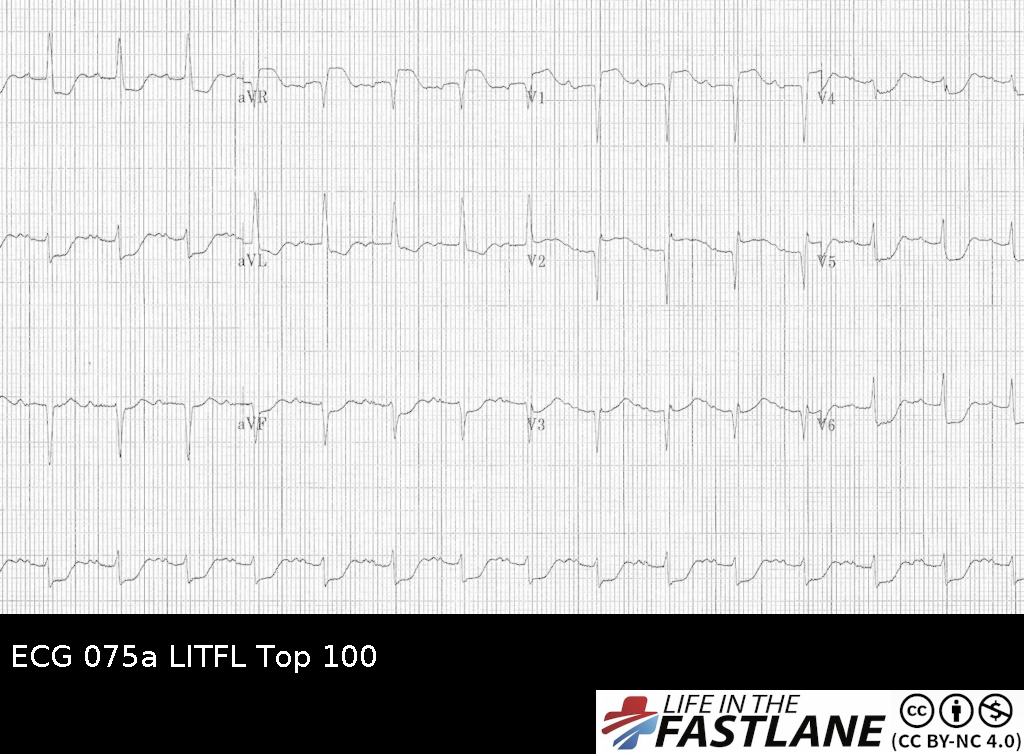 aVR V1 V4
aVL V2 V5
aVF V3 V6
ECG 075a LITFL Top 100
LIFE IN THE
FASTLANE
cc
(CC BY-NC 4.0)